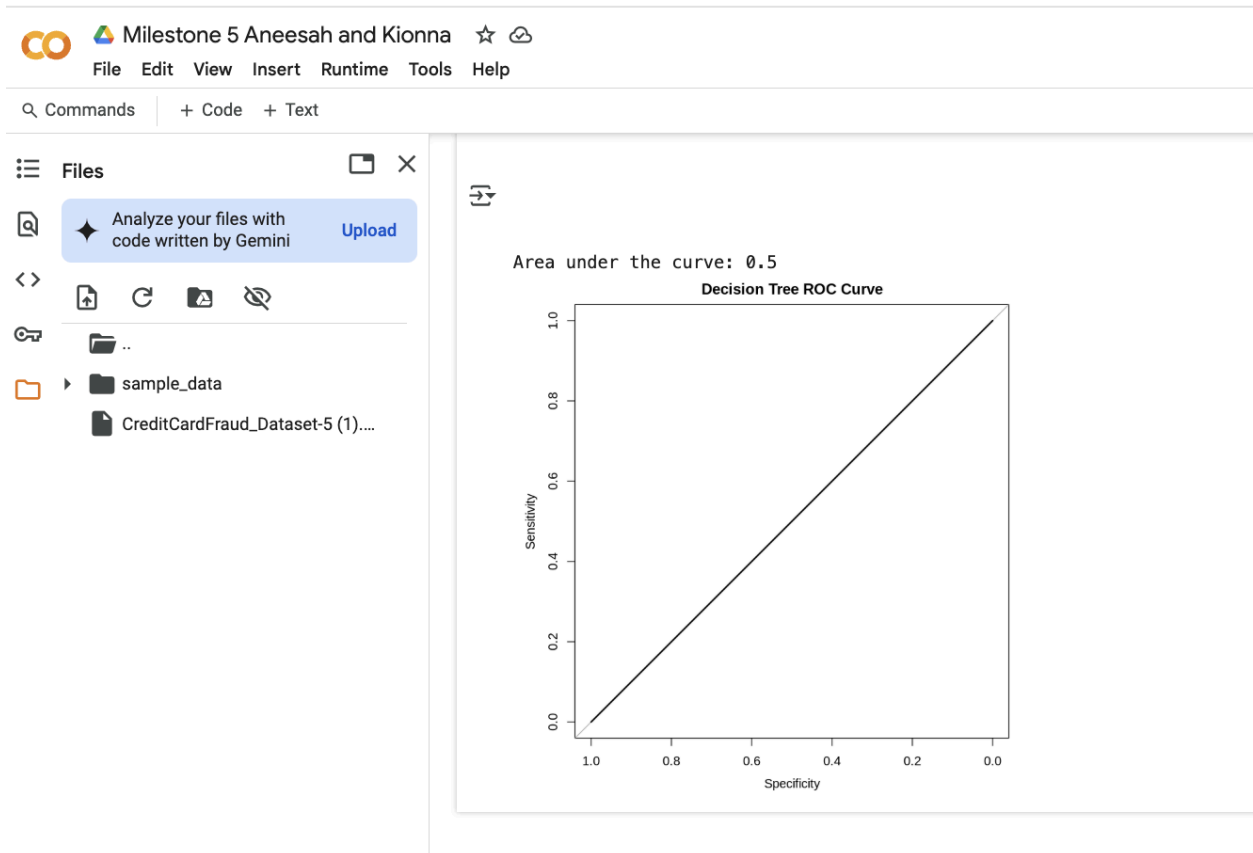 Milestone 5 Aneesah and Kionna
File Edit View Insert Runtime Tools Help
Commands + Code + Text
Files
Analyze your files with
code written by Gemini
Upload
..
sample_data
CreditCardFraud_Dataset-5 (1)....
Area under the curve: 0.5
Decision Tree ROC Curve
1.0
0.8
0.6
0.4
0.2
0.0
Sensitivity
1.0 0.8 0.6 0.4 0.2 0.0
Specificity